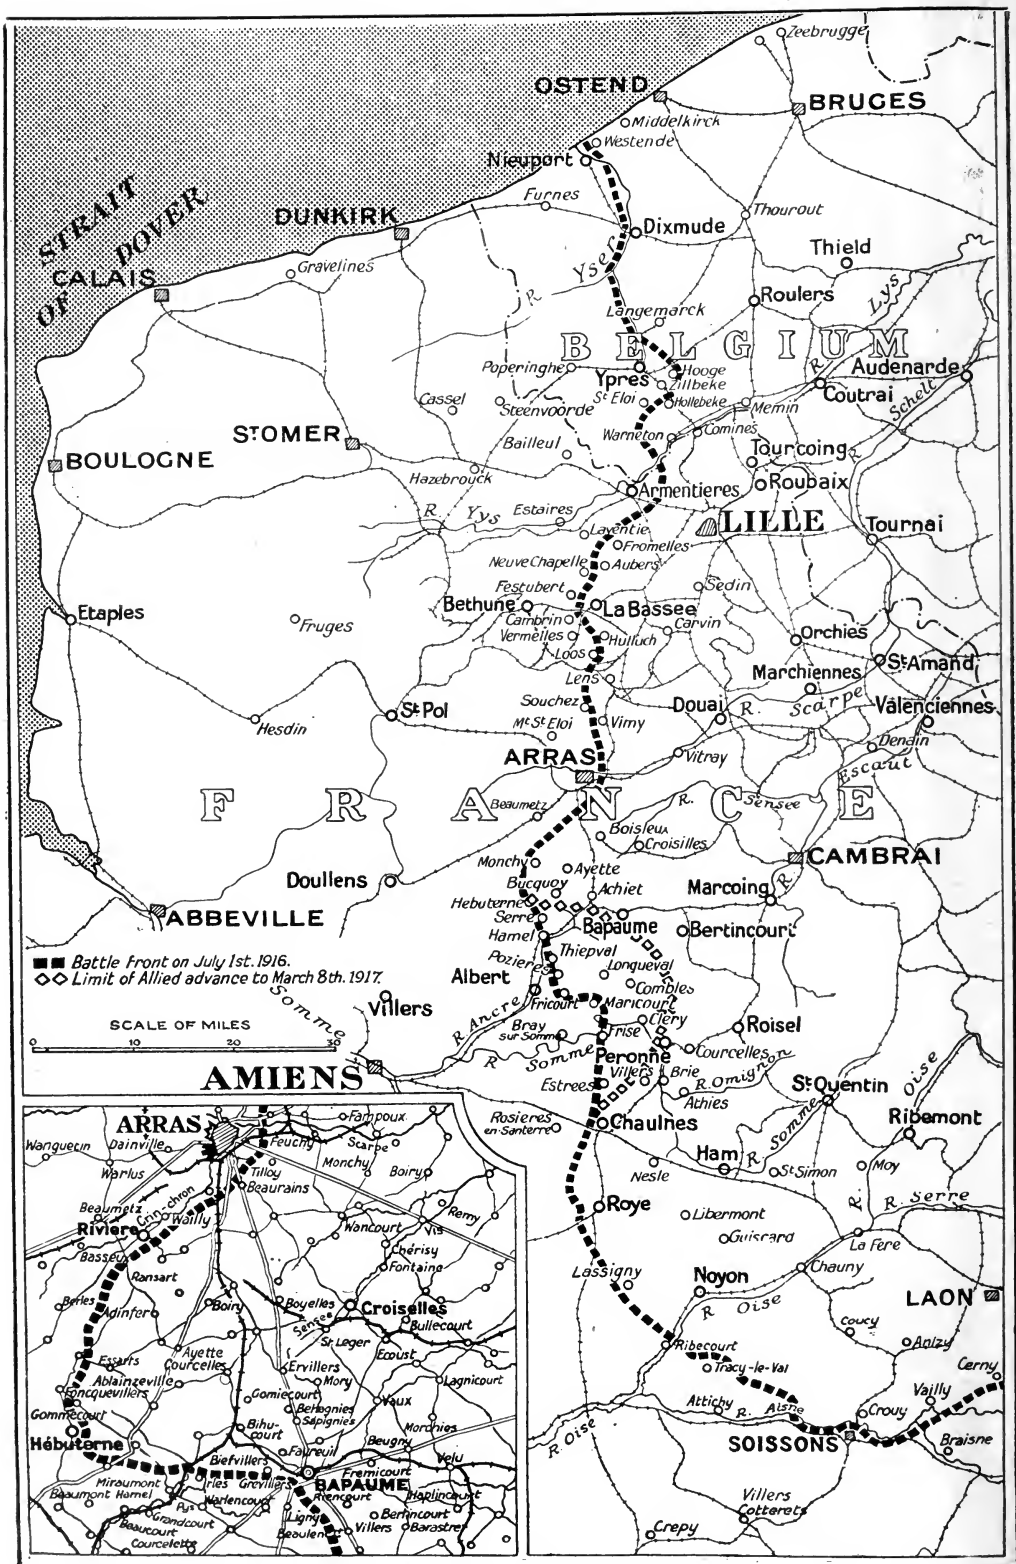 Zeebrugge
OSTEND
BRUGES
Middelkirck
Westende
Nieuport
Furnes
Thourout
STRAIT
OF DOVER
DUNKIRK
Dixmude
Thield
CALAIS
Gravelines
R Yser
Roulers
R. Lys
Langemarck
BELGIUM
Audenarde
Poperinghe
Ypres
Hooge
Zillbeke
St Eloi
Hollebeke
Coutrai
Schelt
R
Cassel
Steenvoorde
Memin
STOMER
Warneton
Comines
Bailleul
Tourcoing
BOULOGNE
Hazebrouck
Armentieres
Roubaix
R. Yys
Estaires
LILLE
Laventie
Tournai
Fromelles
Neuve Chapelle
Aubers
Festubert
Sedin
Bethune
La Bassee
Etaples
Cambrin
Carvin
Fruges
Vermelles
Hulluch
Orchies
Loos
St Amand
Marchiennes
Lens
Souchez
Douai
R. Scarpe
Valenciennes
St Pol
Hesdin
Mt St Eloi
Vimy
Denain
ARRAS
Vitray
Escaut
FRANCE
Beaumetz
R. Sensee
Boisleux
Croisilles
Monchy
Ayette
CAMBRAI
Doullens
Bucquoy
Achiet
Marcoing
R.
Hebuterne
ABBEVILLE
Serre
Bapaume
Bertincourt
Hamel
Thiepval
Battle Front on July 1st. 1916.
Pozieres
Longueval
Limit of Allied advance to March 8th. 1917.
Albert
Combles
Somme
Villers
Fricourt
Maricourt
R. Ancre
Clery
SCALE OF MILES
Bray
sur Somme
Frise
Roisel
0 10 20 30
R Somme
Peronne
Courcelles
AMIENS
Villers
Brie
R. Omignon
Estrees
Athies
St Quentin
Oise
Rosieres
en-Santerre
Chaulnes
R. Somme
Ribemont
Ham
Nesle
St Simon
Moy
R.
R. Serre
Roye
Libermont
Guiscard
La Fere
Lassigny
Noyon
Chauny
R Oise
LAON
Coucy
Ribecourt
Anizy
Tracy-le-Val
Cerny
Attichy
R. Aisne
Vailly
Crouy
R. Oise
SOISSONS
Braisne
Villers
Cotterets
Crepy
ARRAS
Fampoux
Wanquetin
Dainville
Feuchy
Scarpe
Warlus
Tilloy
Monchy
Boiry
Beaurains
Beaumetz
Crinchron
Wailly
Remy
Riviere
Wancourt
Vis
Basseux
Chérisy
Fontaine
Ransart
Berles
Adinfer
Boiry
Boyelles
Croiselles
Sensee
Bullecourt
St Leger
Ayette
Ecoust
Essarts
Courcelles
Ervillers
Ablainzeville
Mory
Lagnicourt
Foncquevillers
Gomiecourt
Vaux
Gommecourt
Behagnies
Sapignies
Morchies
Bihu-
court
Hébuterne
Favreuil
Beugny
Biefvillers
Velu
Fremicourt
Miraumont
Irles
Grevillers
BAPAUME
Beaumont Hamel
Pys
Warlencourt
Riencourt
Haplincourt
Grandcourt
Ligny
Bertincourt
Beaucourt
Beaulen
Villers
Barastre
Courcelette